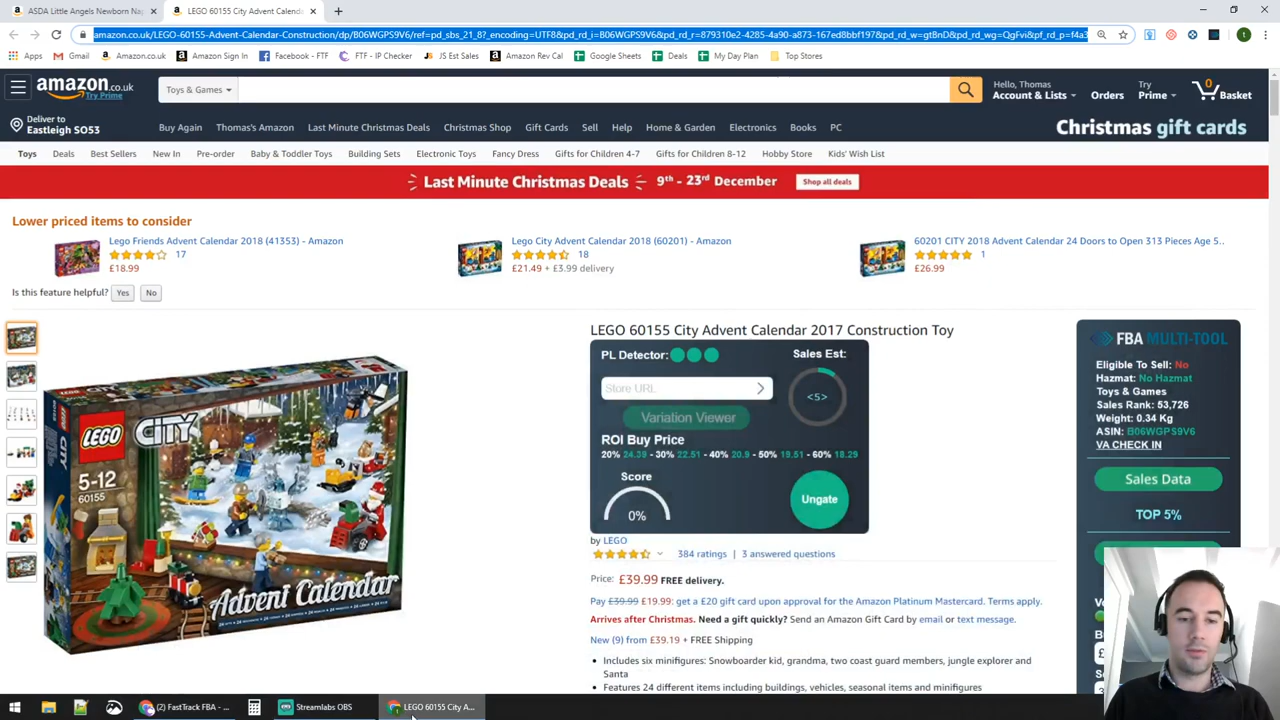 ASDA Little Angels Newborn Na
LEGO 60155 City Advent Calenda
amazon.co.uk/LEGO-60155-Advent-Calendar-Construction/dp/B06WGPS9V6/ref=pd_sbs_21_8?_encoding=UTF8&pd_rd_i=B06WGPS9V6&pd_rd_r=879310e2-4285-4a90-a873-167ed8bbf197&pd_rd_w=gtBnD&pd_rd_wg=QgFvi&pf_rd_p=f4a3
Apps Gmail Amazon.co.uk Amazon Sign In Facebook - FTF FTF - IP Checker JS Est Sales Amazon Rev Cal Google Sheets Deals My Day Plan Top Stores
amazon.co.uk
Try Prime
Toys & Games
Hello, Thomas
Account & Lists
Orders
Try
Prime
0
Basket
Deliver to
Eastleigh SO53
Buy Again Thomas's Amazon Last Minute Christmas Deals Christmas Shop Gift Cards Sell Help Home & Garden Electronics Books PC
Christmas gift cards
Toys Deals Best Sellers New In Pre-order Baby & Toddler Toys Building Sets Electronic Toys Fancy Dress Gifts for Children 4-7 Gifts for Children 8-12 Hobby Store Kids' Wish List
Last Minute Christmas Deals 9th - 23rd December Shop all deals
Lower priced items to consider
Lego Friends Advent Calendar 2018 (41353) - Amazon
17
£18.99
Lego City Advent Calendar 2018 (60201) - Amazon
18
£21.49 + £3.99 delivery
60201 CITY 2018 Advent Calendar 24 Doors to Open 313 Pieces Age 5..
1
£26.99
Is this feature helpful? Yes No
LEGO CITY
5-12
60155
Advent Calendar
LEGO 60155 City Advent Calendar 2017 Construction Toy
PL Detector:
Sales Est:
Store URL
<5>
Variation Viewer
ROI Buy Price
20% 24.39 - 30% 22.51 - 40% 20.9 - 50% 19.51 - 60% 18.29
Score
0%
Ungate
by LEGO
384 ratings | 3 answered questions
Price: £39.99 FREE delivery.
Pay £39.99 £19.99: get a £20 gift card upon approval for the Amazon Platinum Mastercard. Terms apply.
Arrives after Christmas. Need a gift quickly? Send an Amazon Gift Card by email or text message.
New (9) from £39.19 + FREE Shipping
Includes six minifigures: Snowboarder kid, grandma, two coast guard members, jungle explorer and
Santa
Features 24 different items including buildings, vehicles, seasonal items and minifigures
FBA MULTI-TOOL
Eligible To Sell: No
Hazmat: No Hazmat
Toys & Games
Sales Rank: 53,726
Weight: 0.34 Kg
ASIN: B06WGPS9V6
VA CHECK IN
Sales Data
TOP 5%
(7) FastTrack FBA - ...
Streamlabs OBS
LEGO 60155 City A...